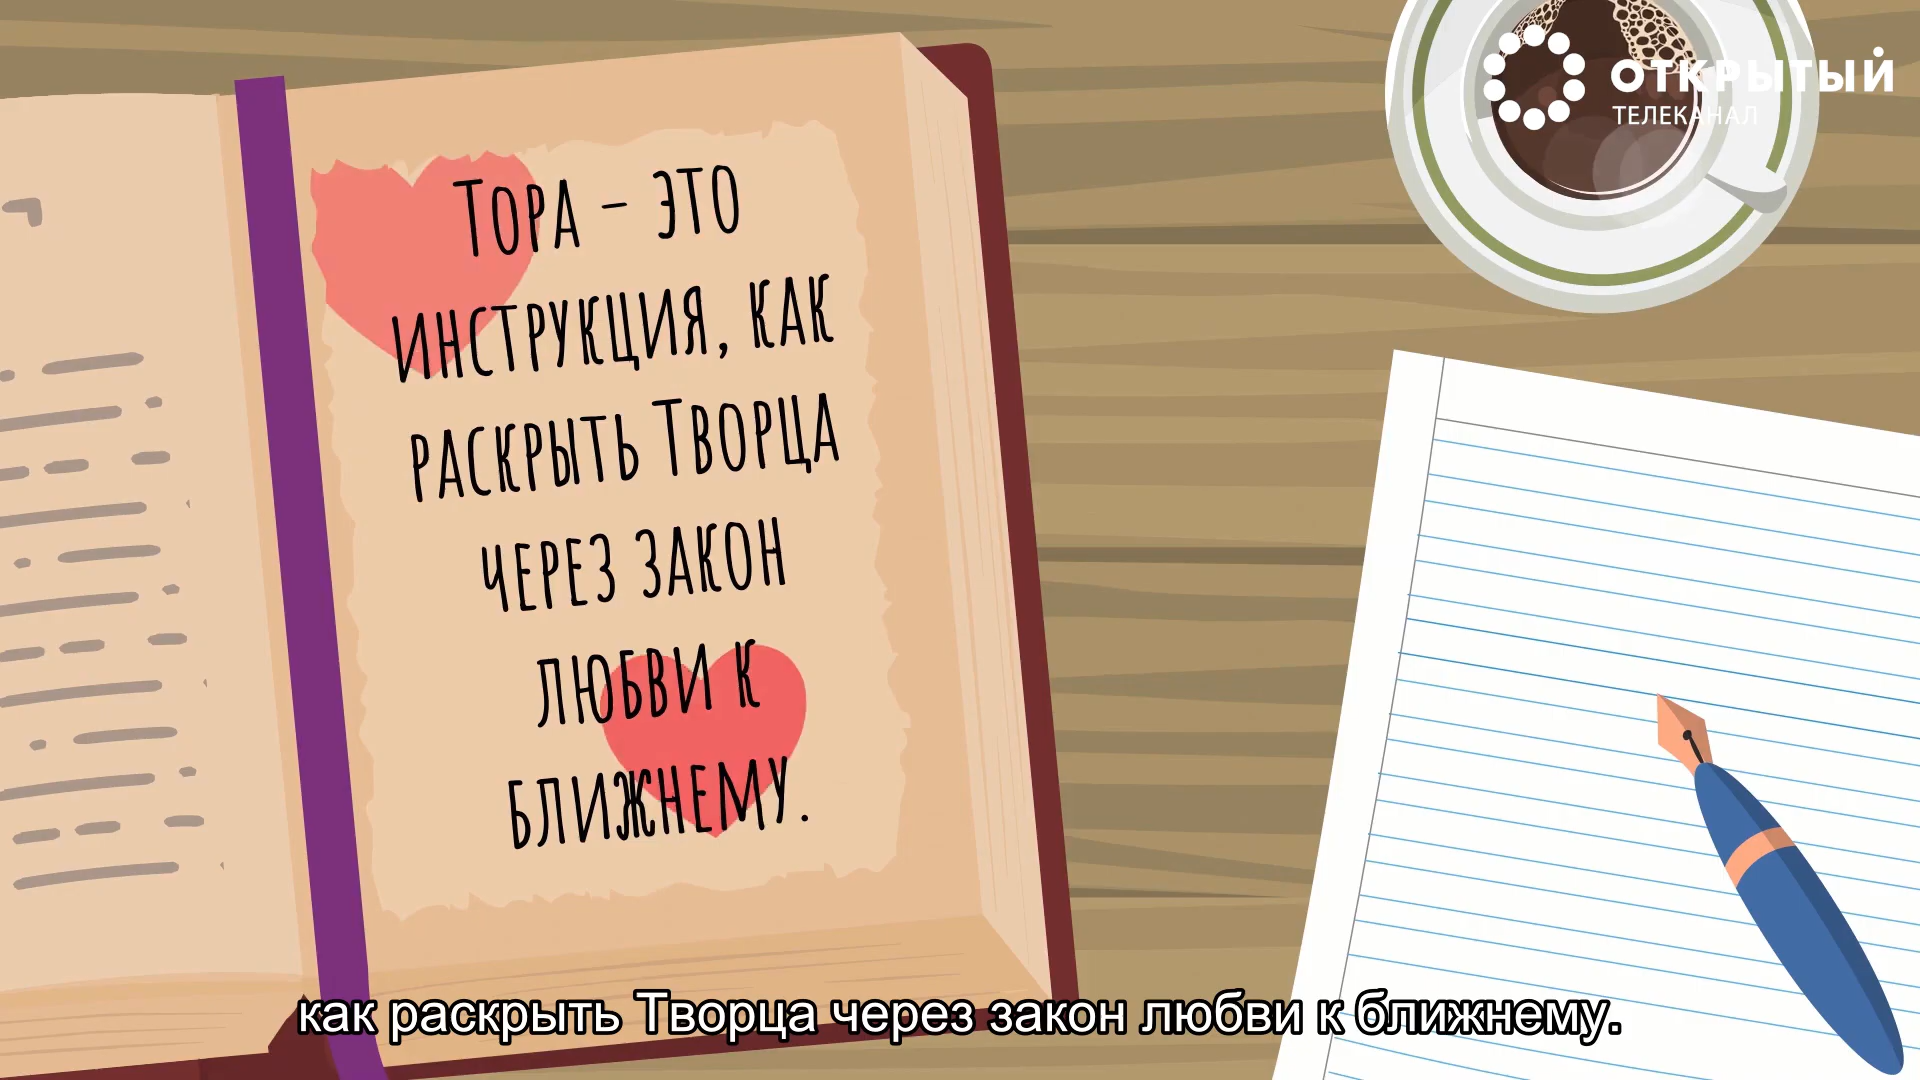 ОТКРЫТЫЙ
ТЕЛЕКАНАЛ
Тора – это
инструкция, как
раскрыть Творца
через закон
любви к
ближнему.
как раскрыть Творца через закон любви к ближнему.